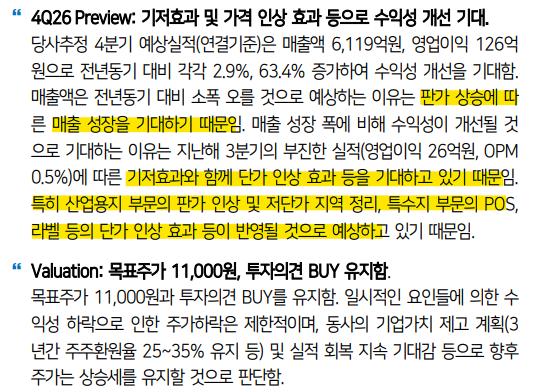 “ 4Q26 Preview: 기저효과 및 가격 인상 효과 등으로 수익성 개선 기대.
당사추정 4분기 예상실적(연결기준)은 매출액 6,119억원, 영업이익 126억
원으로 전년동기 대비 각각 2.9%, 63.4% 증가하여 수익성 개선을 기대함.
매출액은 전년동기 대비 소폭 오를 것으로 예상하는 이유는 판가 상승에 따
른 매출 성장을 기대하기 때문임. 매출 성장 폭에 비해 수익성이 개선될 것
으로 기대하는 이유는 지난해 3분기의 부진한 실적(영업이익 26억원, OPM
0.5%)에 따른 기저효과와 함께 단가 인상 효과 등을 기대하고 있기 때문임.
특히 산업용지 부문의 판가 인상 및 저단가 지역 정리, 특수지 부문의 POS,
라벨 등의 단가 인상 효과 등이 반영될 것으로 예상하고 있기 때문임.
“ Valuation: 목표주가 11,000원, 투자의견 BUY 유지함.
목표주가 11,000원과 투자의견 BUY를 유지함. 일시적인 요인들에 의한 수
익성 하락으로 인한 주가하락은 제한적이며, 동사의 기업가치 제고 계획(3
년간 주주환원율 25~35% 유지 등) 및 실적 회복 지속 기대감 등으로 향후
주가는 상승세를 유지할 것으로 판단함.